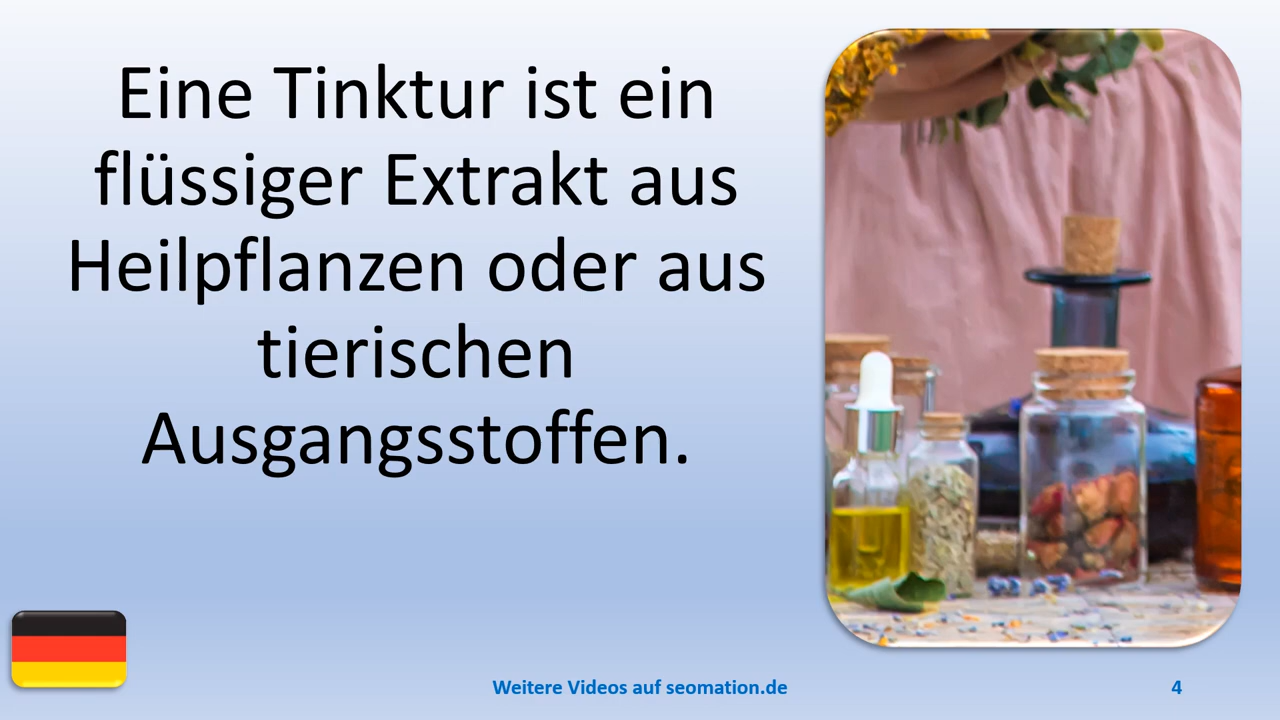 Eine Tinktur ist ein
flüssiger Extrakt aus
Heilpflanzen oder aus
tierischen
Ausgangsstoffen.
Weitere Videos auf seomation.de
4